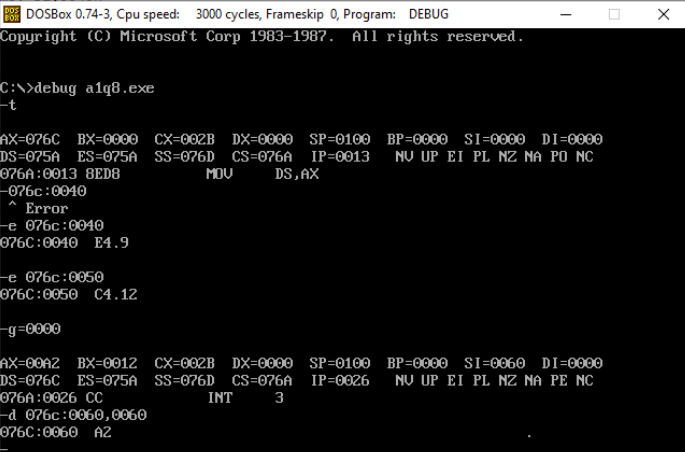 DOS BOX DOSBox 0.74-3, Cpu speed: 3000 cycles, Frameskip 0, Program: DEBUG
Copyright (C) Microsoft Corp 1983-1987. All rights reserved.
C:\>debug a1q8.exe
-t
AX=076C BX=0000 CX=002B DX=0000 SP=0100 BP=0000 SI=0000 DI=0000
DS=075A ES=075A SS=076D CS=076A IP=0013 NV UP EI PL NZ NA PO NC
076A:0013 8ED8 MOV DS,AX
-076c:0040
^ Error
-e 076c:0040
076C:0040 E4.9
-e 076c:0050
076C:0050 C4.12
-g=0000
AX=00A2 BX=0012 CX=002B DX=0000 SP=0100 BP=0000 SI=0060 DI=0000
DS=076C ES=075A SS=076D CS=076A IP=0026 NV UP EI PL NZ NA PE NC
076A:0026 CC INT 3
-d 076c:0060,0060
076C:0060 A2 .
-